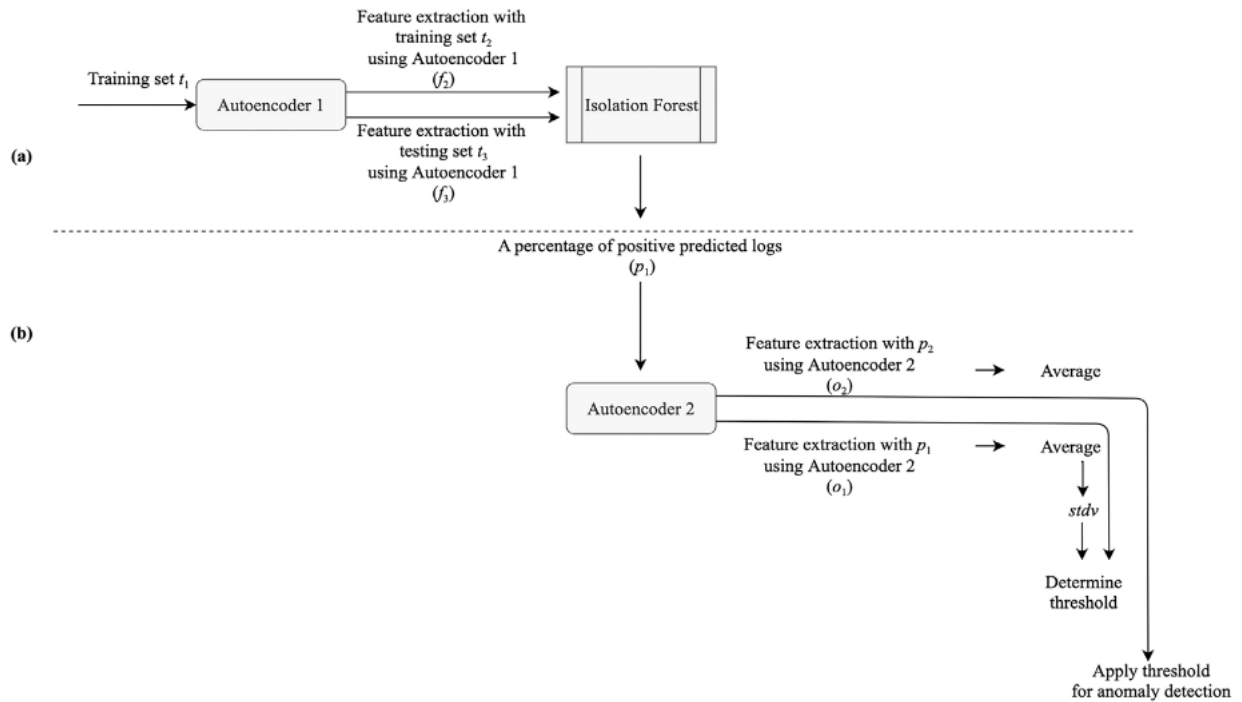 (a)
Training set t₁
Autoencoder 1
Feature extraction with
training set t₂
using Autoencoder 1
(f₂)
Feature extraction with
testing set t₃
using Autoencoder 1
(f₃)
Isolation Forest
A percentage of positive predicted logs
(p₁)
(b)
Autoencoder 2
Feature extraction with p₂
using Autoencoder 2
(o₂)
Average
Feature extraction with p₁
using Autoencoder 2
(o₁)
Average
stdv
Determine
threshold
Apply threshold
for anomaly detection